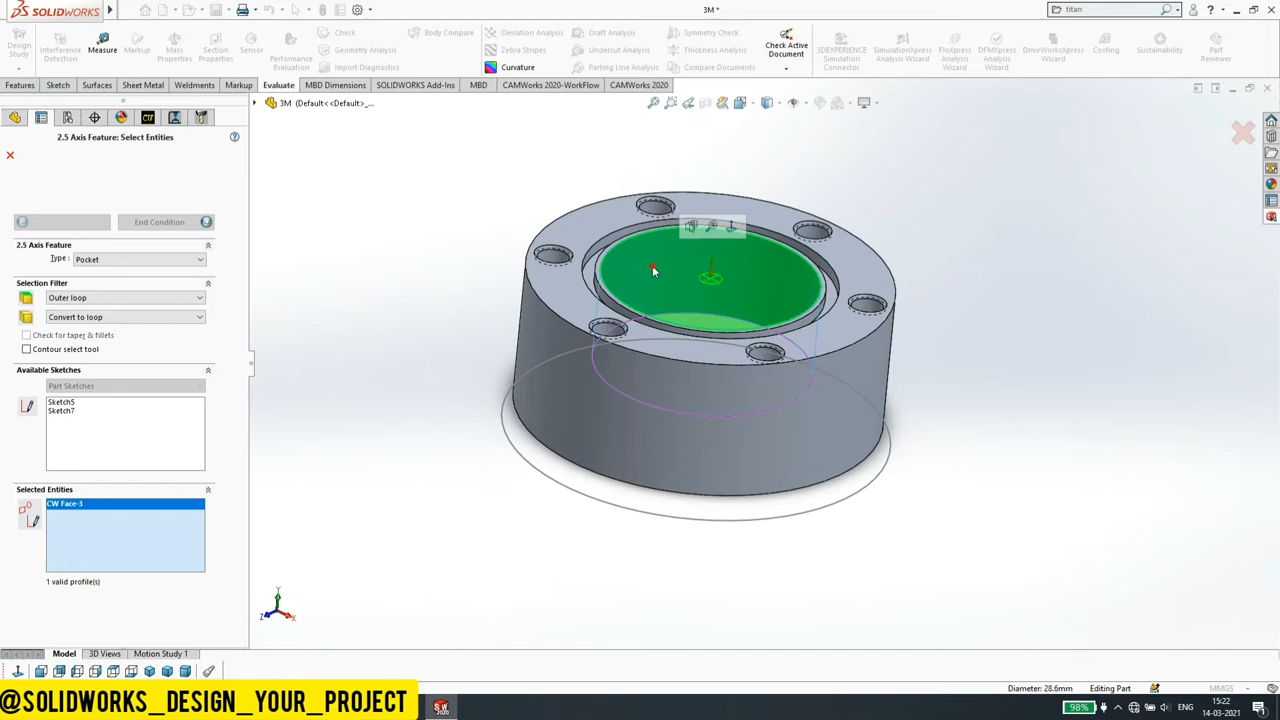 SOLIDWORKS
3M *
titan
Design Study
Interference Detection
Measure
Markup
Mass Properties
Section Properties
Sensor
Performance Evaluation
Check
Geometry Analysis
Import Diagnostics
Body Compare
Deviation Analysis
Zebra Stripes
Curvature
Draft Analysis
Undercut Analysis
Parting Line Analysis
Symmetry Check
Thickness Analysis
Compare Documents
Check Active Document
3DEXPERIENCE Simulation Connector
SimulationXpress Analysis Wizard
FloXpress Analysis Wizard
DFMXpress Analysis Wizard
DriveWorksXpress Wizard
Costing
Sustainability
Part Reviewer
Features
Sketch
Surfaces
Sheet Metal
Weldments
Markup
Evaluate
MBD Dimensions
SOLIDWORKS Add-Ins
MBD
CAMWorks 2020-WorkFlow
CAMWorks 2020
3M (Default<<Default>_...
2.5 Axis Feature: Select Entities
End Condition
2.5 Axis Feature
Type :
Pocket
Selection Filter
Outer loop
Convert to loop
Check for taper & fillets
Contour select tool
Available Sketches
Part Sketches
Sketch5
Sketch7
Selected Entities
CW Face-3
1 valid profile(s)
Y
Z
X
Model
3D Views
Motion Study 1
Diameter: 28.6mm
Editing Part
MMGS
@SOLIDWORKS_DESIGN_YOUR_PROJECT
SW 2020
98%
ENG
15:22
14-03-2021